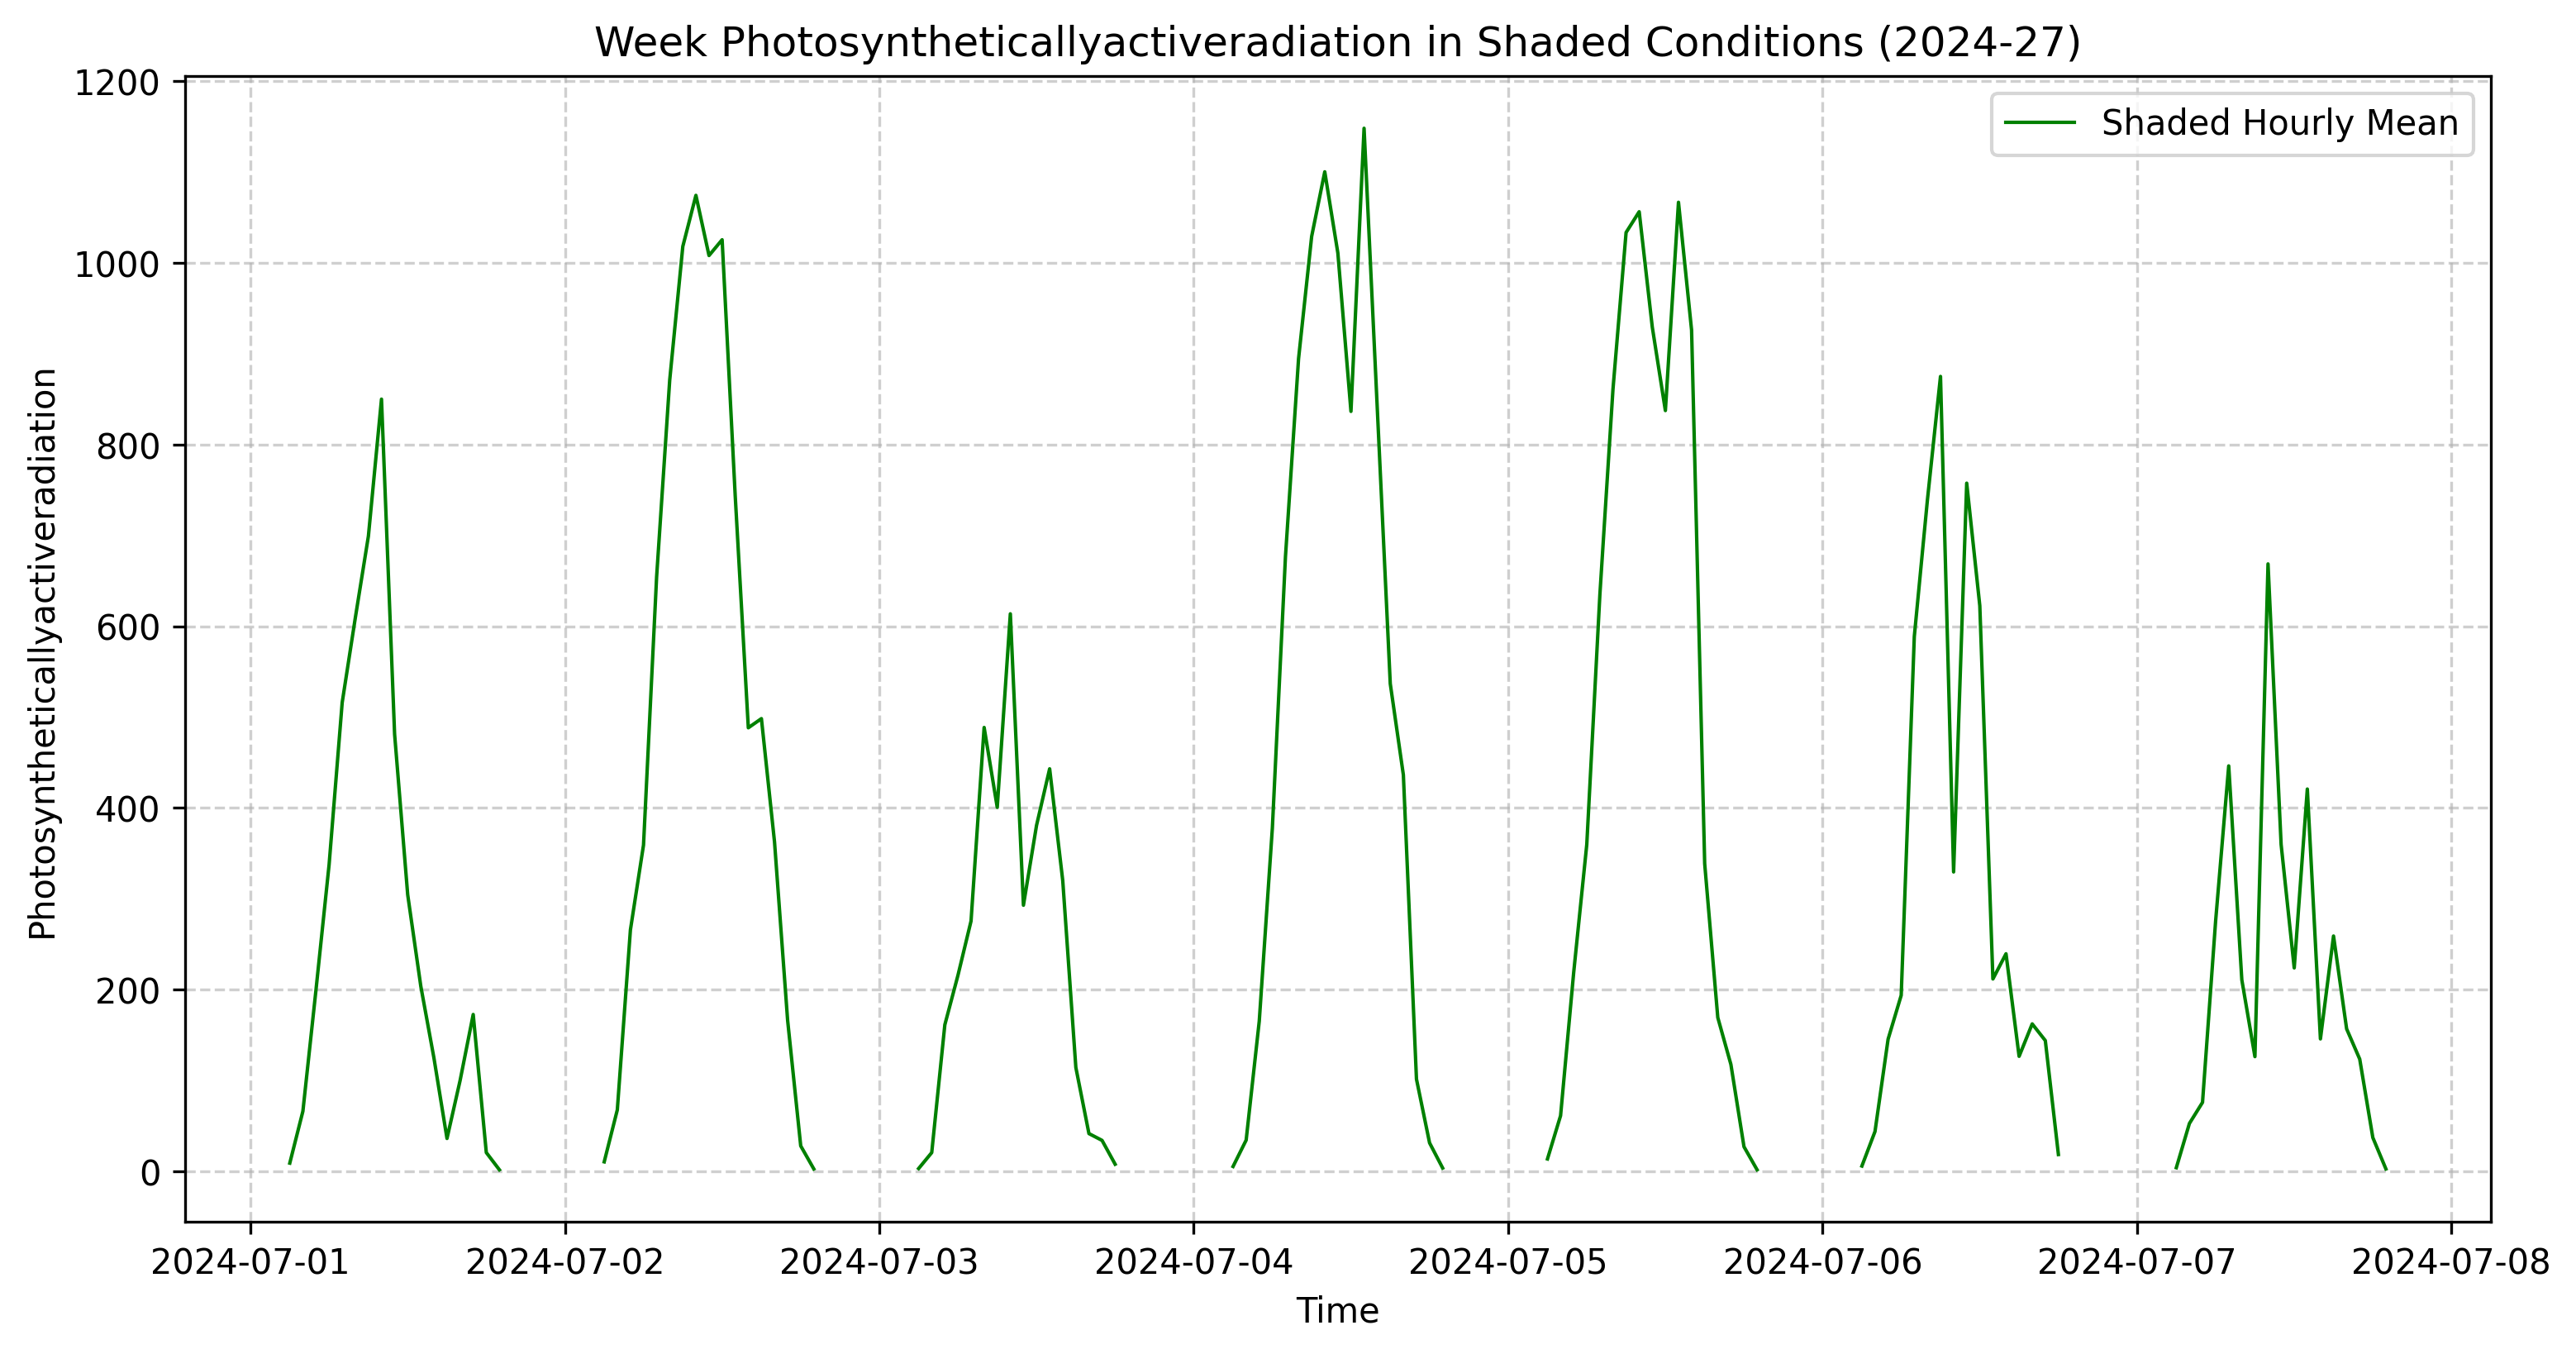 Week Photosyntheticallyactiveradiation in Shaded Conditions (2024-27)
Shaded Hourly Mean
Photosyntheticallyactiveradiation
1200
1000
800
600
400
200
0
2024-07-01 2024-07-02 2024-07-03 2024-07-04 2024-07-05 2024-07-06 2024-07-07 2024-07-08
Time